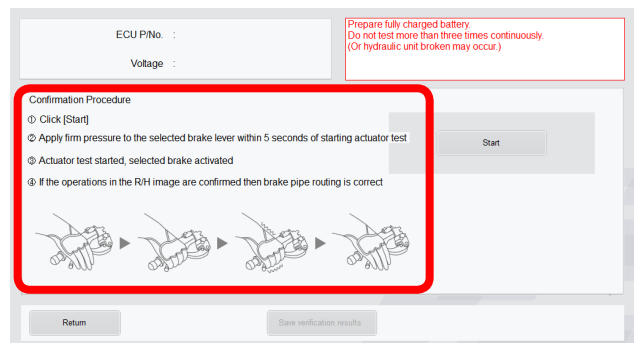 ECU P/No. :
Voltage :
Prepare fully charged battery.
Do not test more than three times continuously.
(Or hydraulic unit broken may occur.)
Confirmation Procedure
① Click [Start]
② Apply firm pressure to the selected brake lever within 5 seconds of starting actuator test
③ Actuator test started, selected brake activated
④ If the operations in the R/H image are confirmed then brake pipe routing is correct
Start
Return
Save verification results